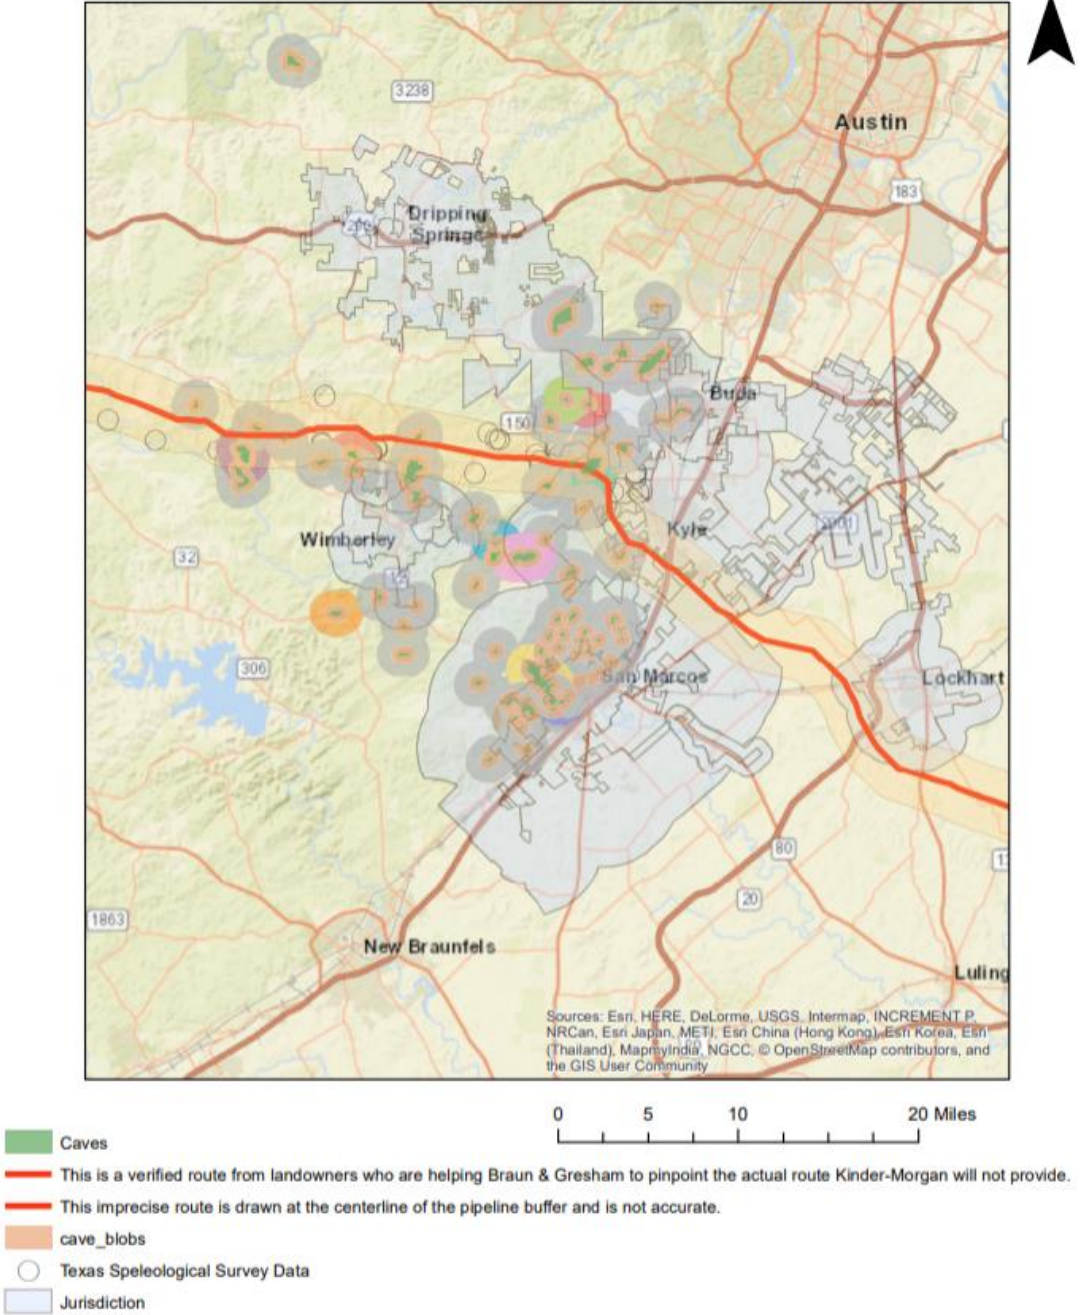 3238
Austin
183
Dripping
Springs
Buda
150
Kyle
Wimberley
32
12
306
San Marcos
Lockhart
80
20
1863
New Braunfels
Luling
Sources: Esri, HERE, DeLorme, USGS, Intermap, INCREMENT P,
NRCan, Esri Japan, METI, Esri China (Hong Kong), Esri Korea, Esri
(Thailand), MapmyIndia, NGCC, © OpenStreetMap contributors, and
the GIS User Community
0 5 10 20 Miles
Caves
This is a verified route from landowners who are helping Braun & Gresham to pinpoint the actual route Kinder-Morgan will not provide.
This imprecise route is drawn at the centerline of the pipeline buffer and is not accurate.
cave_blobs
Texas Speleological Survey Data
Jurisdiction